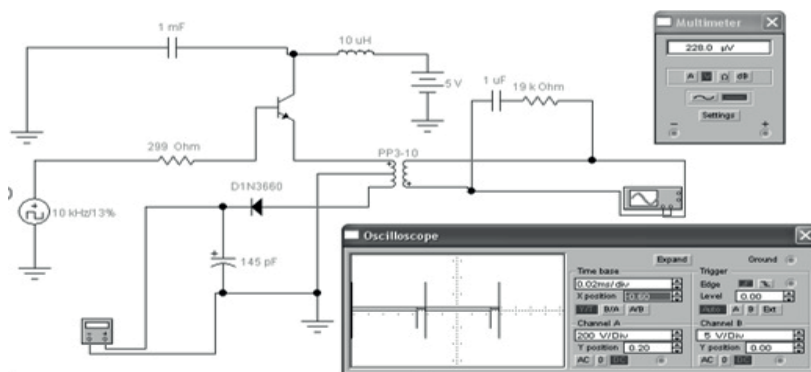 1 mF
10 uH
5 V
1 uF
19 k Ohm
299 Ohm
PP3-10
D1N3660
10 kHz/13%
145 pF
Multimeter
228.0 µV
A
Ω
dB
Settings
Oscilloscope
Expand
Ground
Time base
0.02ms/div
X position -0.60
Y/T B/A A/B
Trigger
Edge
Level 0.00
Auto A B Ext
Channel A
200 V/Div
Y position 0.20
AC 0 DC
Channel B
5 V/Div
Y position 0.00
AC 0 DC